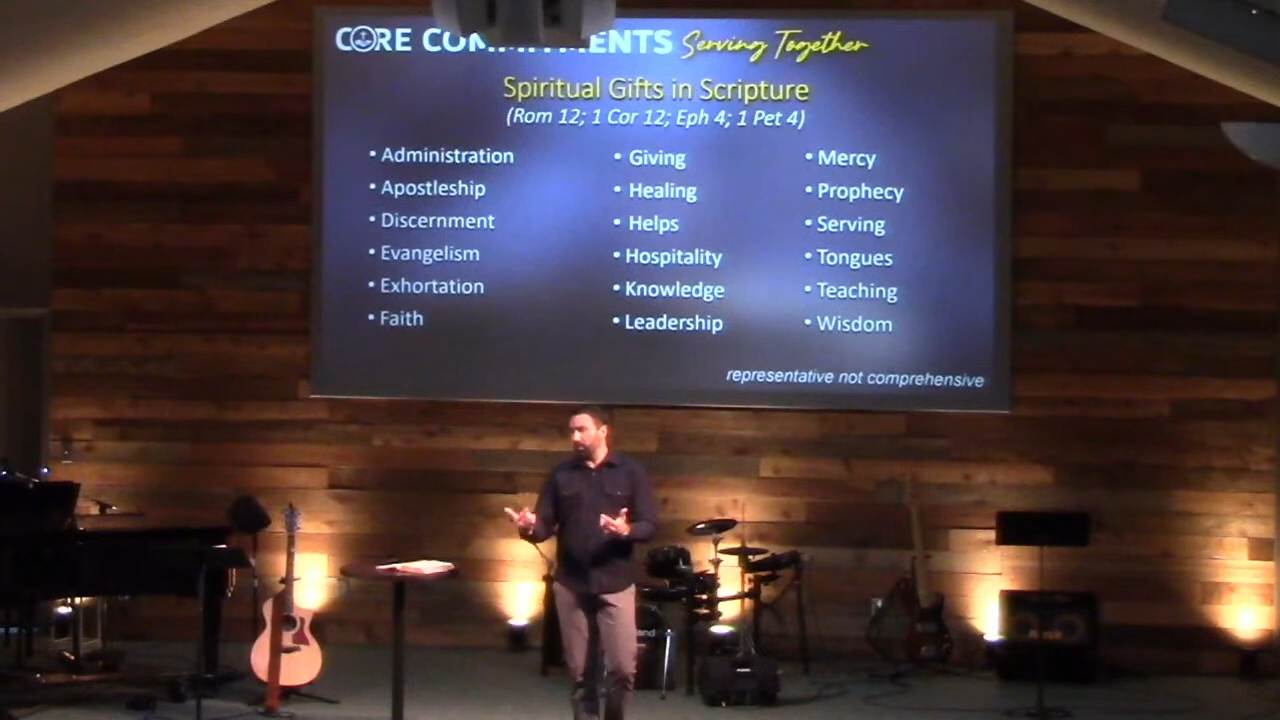 CORE COMMITMENTS Serving Together
Spiritual Gifts in Scripture
(Rom 12; 1 Cor 12; Eph 4; 1 Pet 4)
• Administration
• Apostleship
• Discernment
• Evangelism
• Exhortation
• Faith
• Giving
• Healing
• Helps
• Hospitality
• Knowledge
• Leadership
• Mercy
• Prophecy
• Serving
• Tongues
• Teaching
• Wisdom
representative not comprehensive